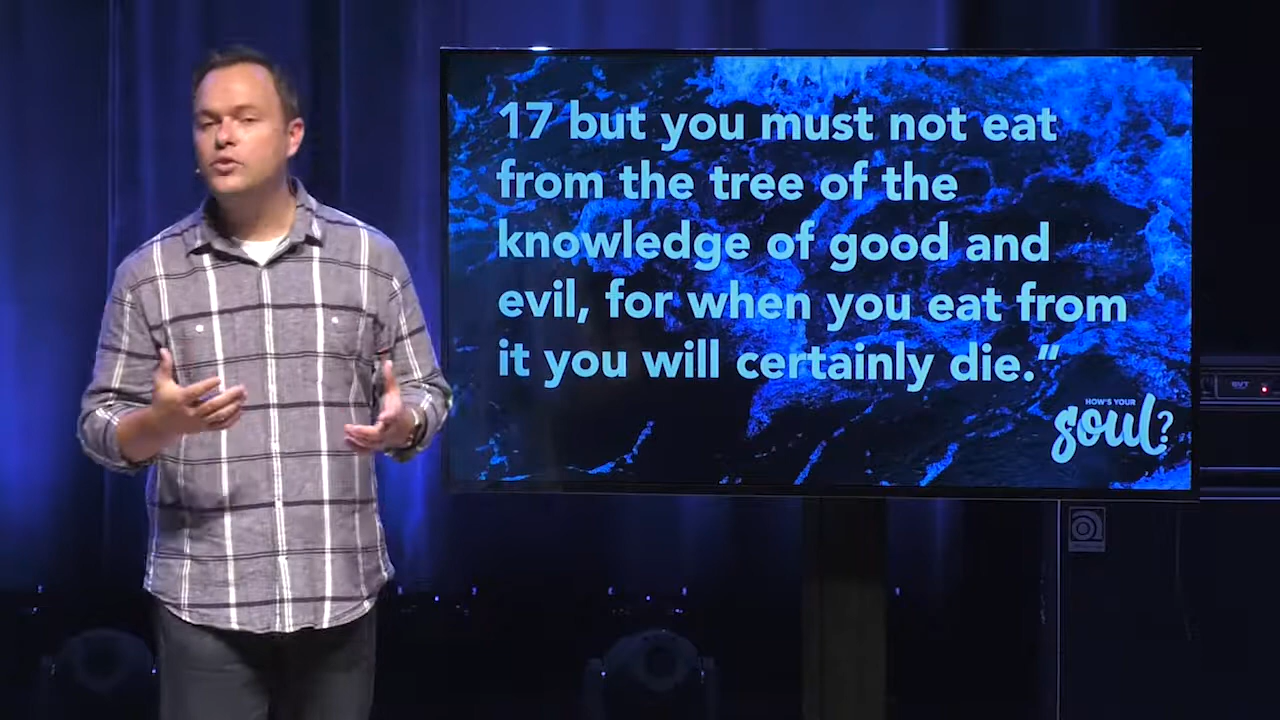 17 but you must not eat
from the tree of the
knowledge of good and
evil, for when you eat from
it you will certainly die.“
HOW'S YOUR
soul?